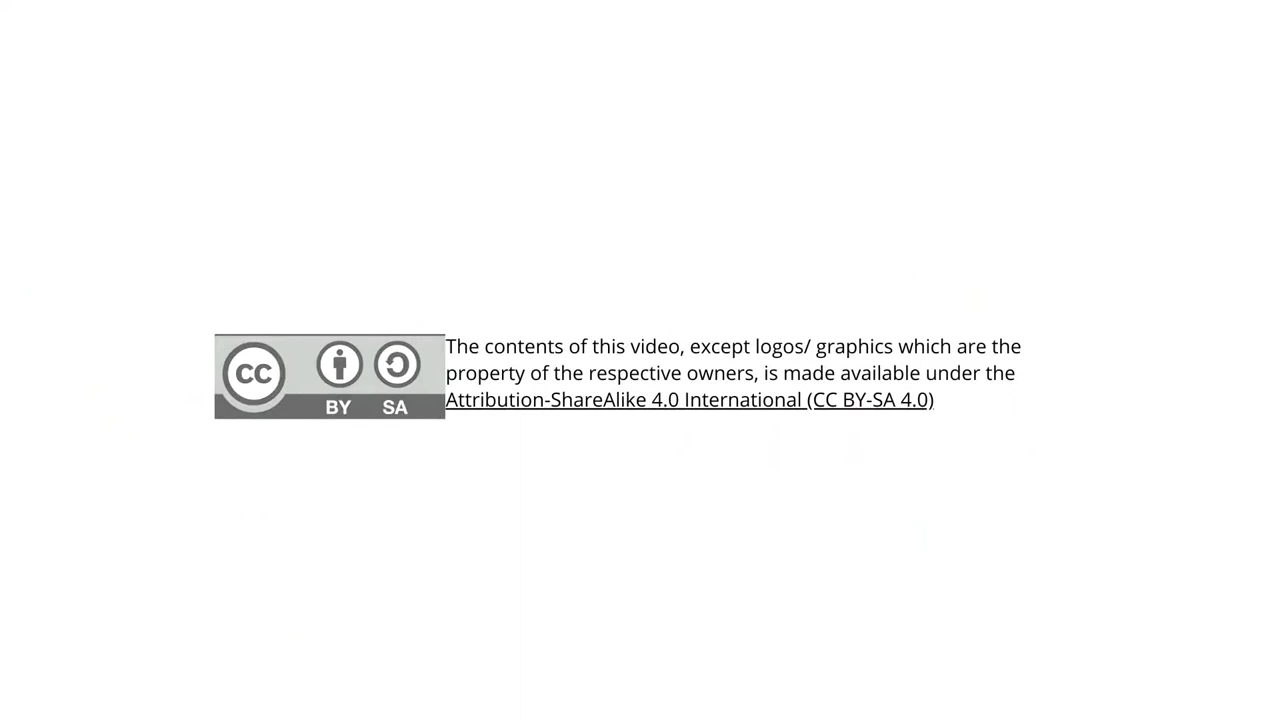 CC
BY SA
The contents of this video, except logos/ graphics which are the
property of the respective owners, is made available under the
Attribution-ShareAlike 4.0 International (CC BY-SA 4.0)